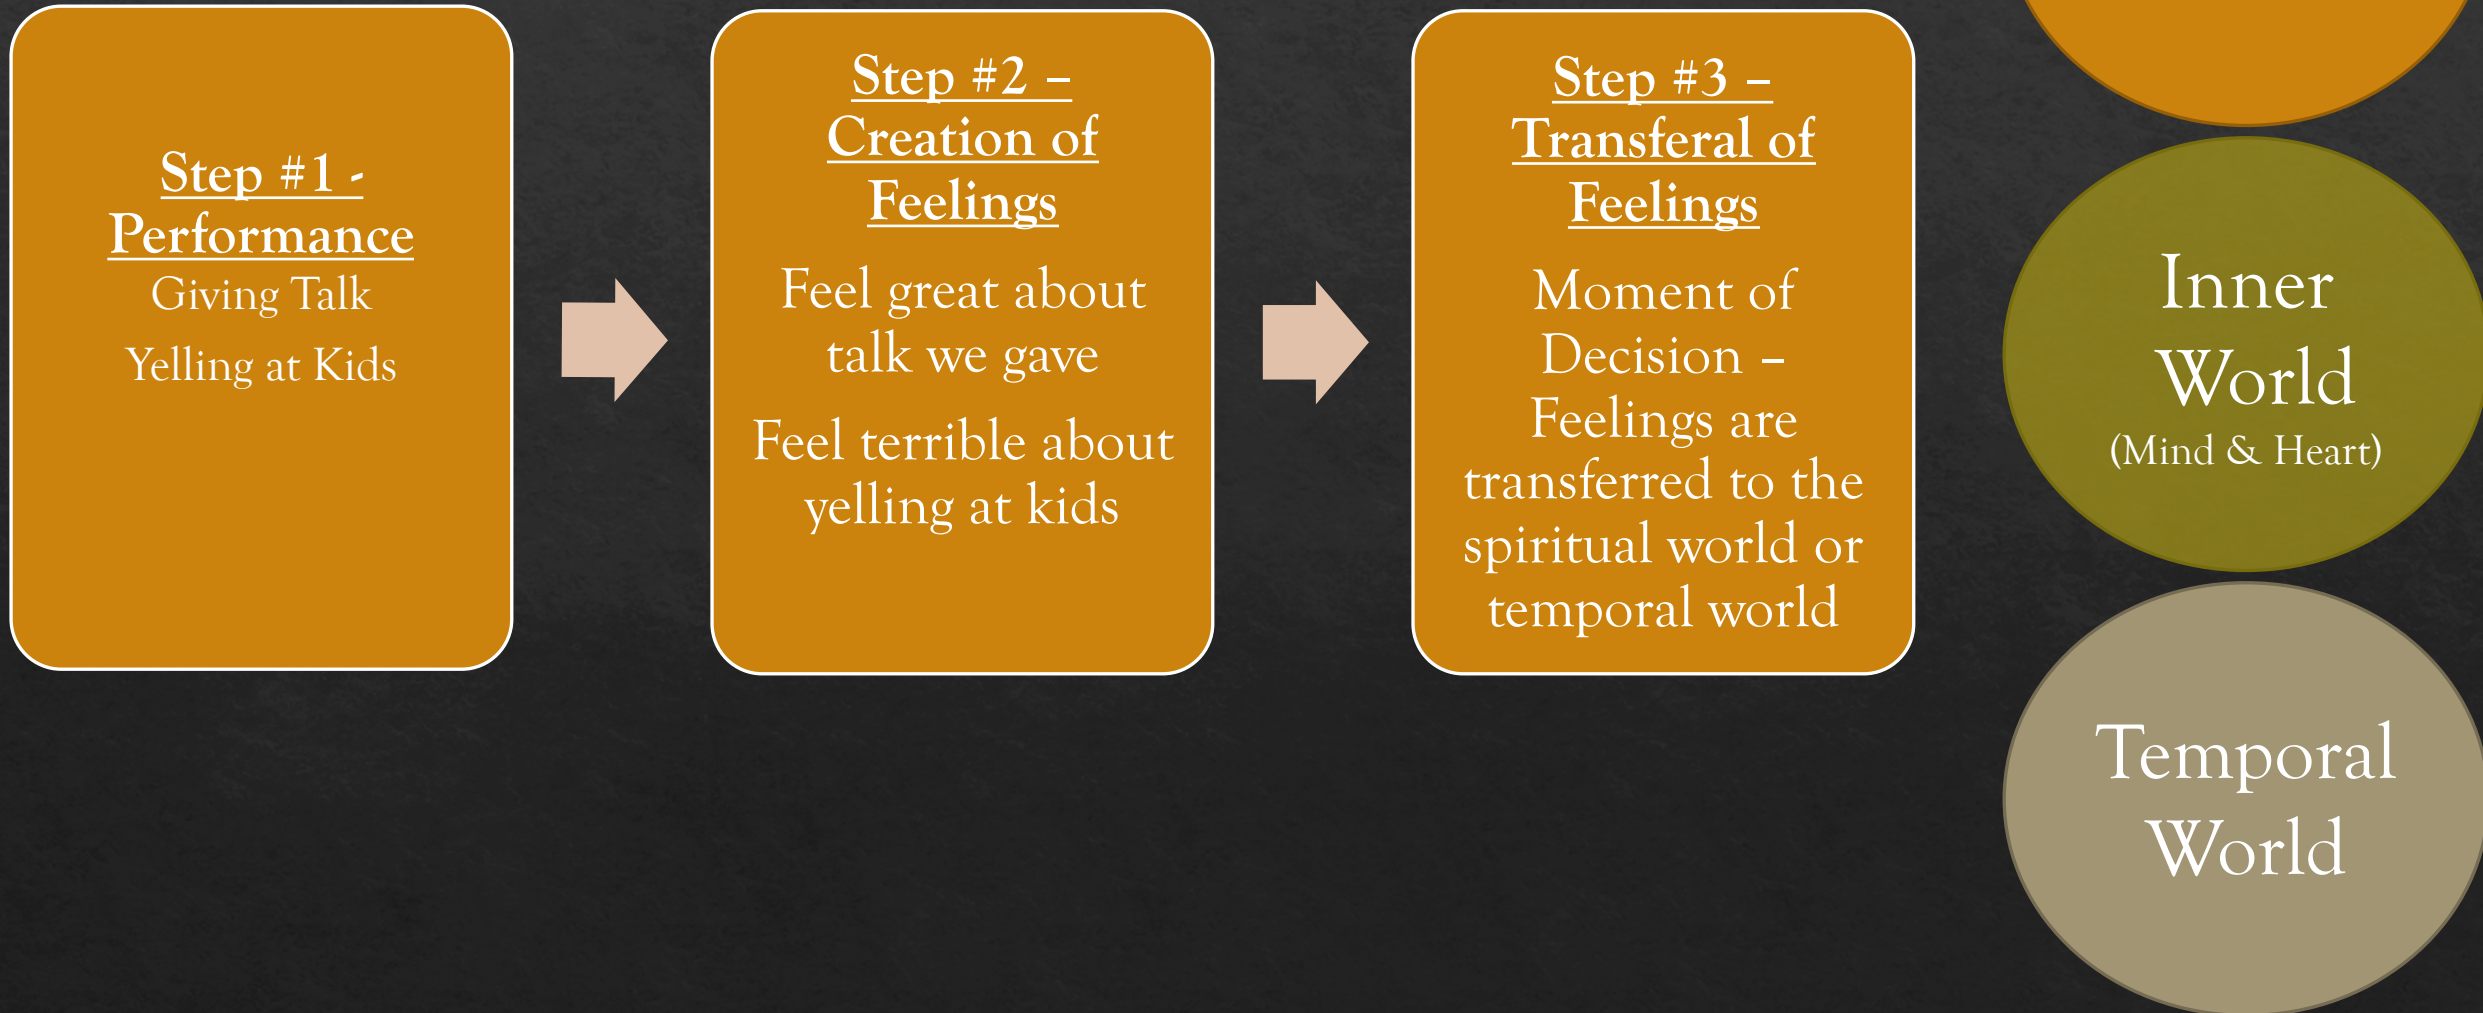 Step #1 -
Performance
Giving Talk
Yelling at Kids
Step #2 –
Creation of
Feelings
Feel great about
talk we gave
Feel terrible about
yelling at kids
Step #3 –
Transferal of
Feelings
Moment of
Decision –
Feelings are
transferred to the
spiritual world or
temporal world
Inner
World
(Mind & Heart)
Temporal
World